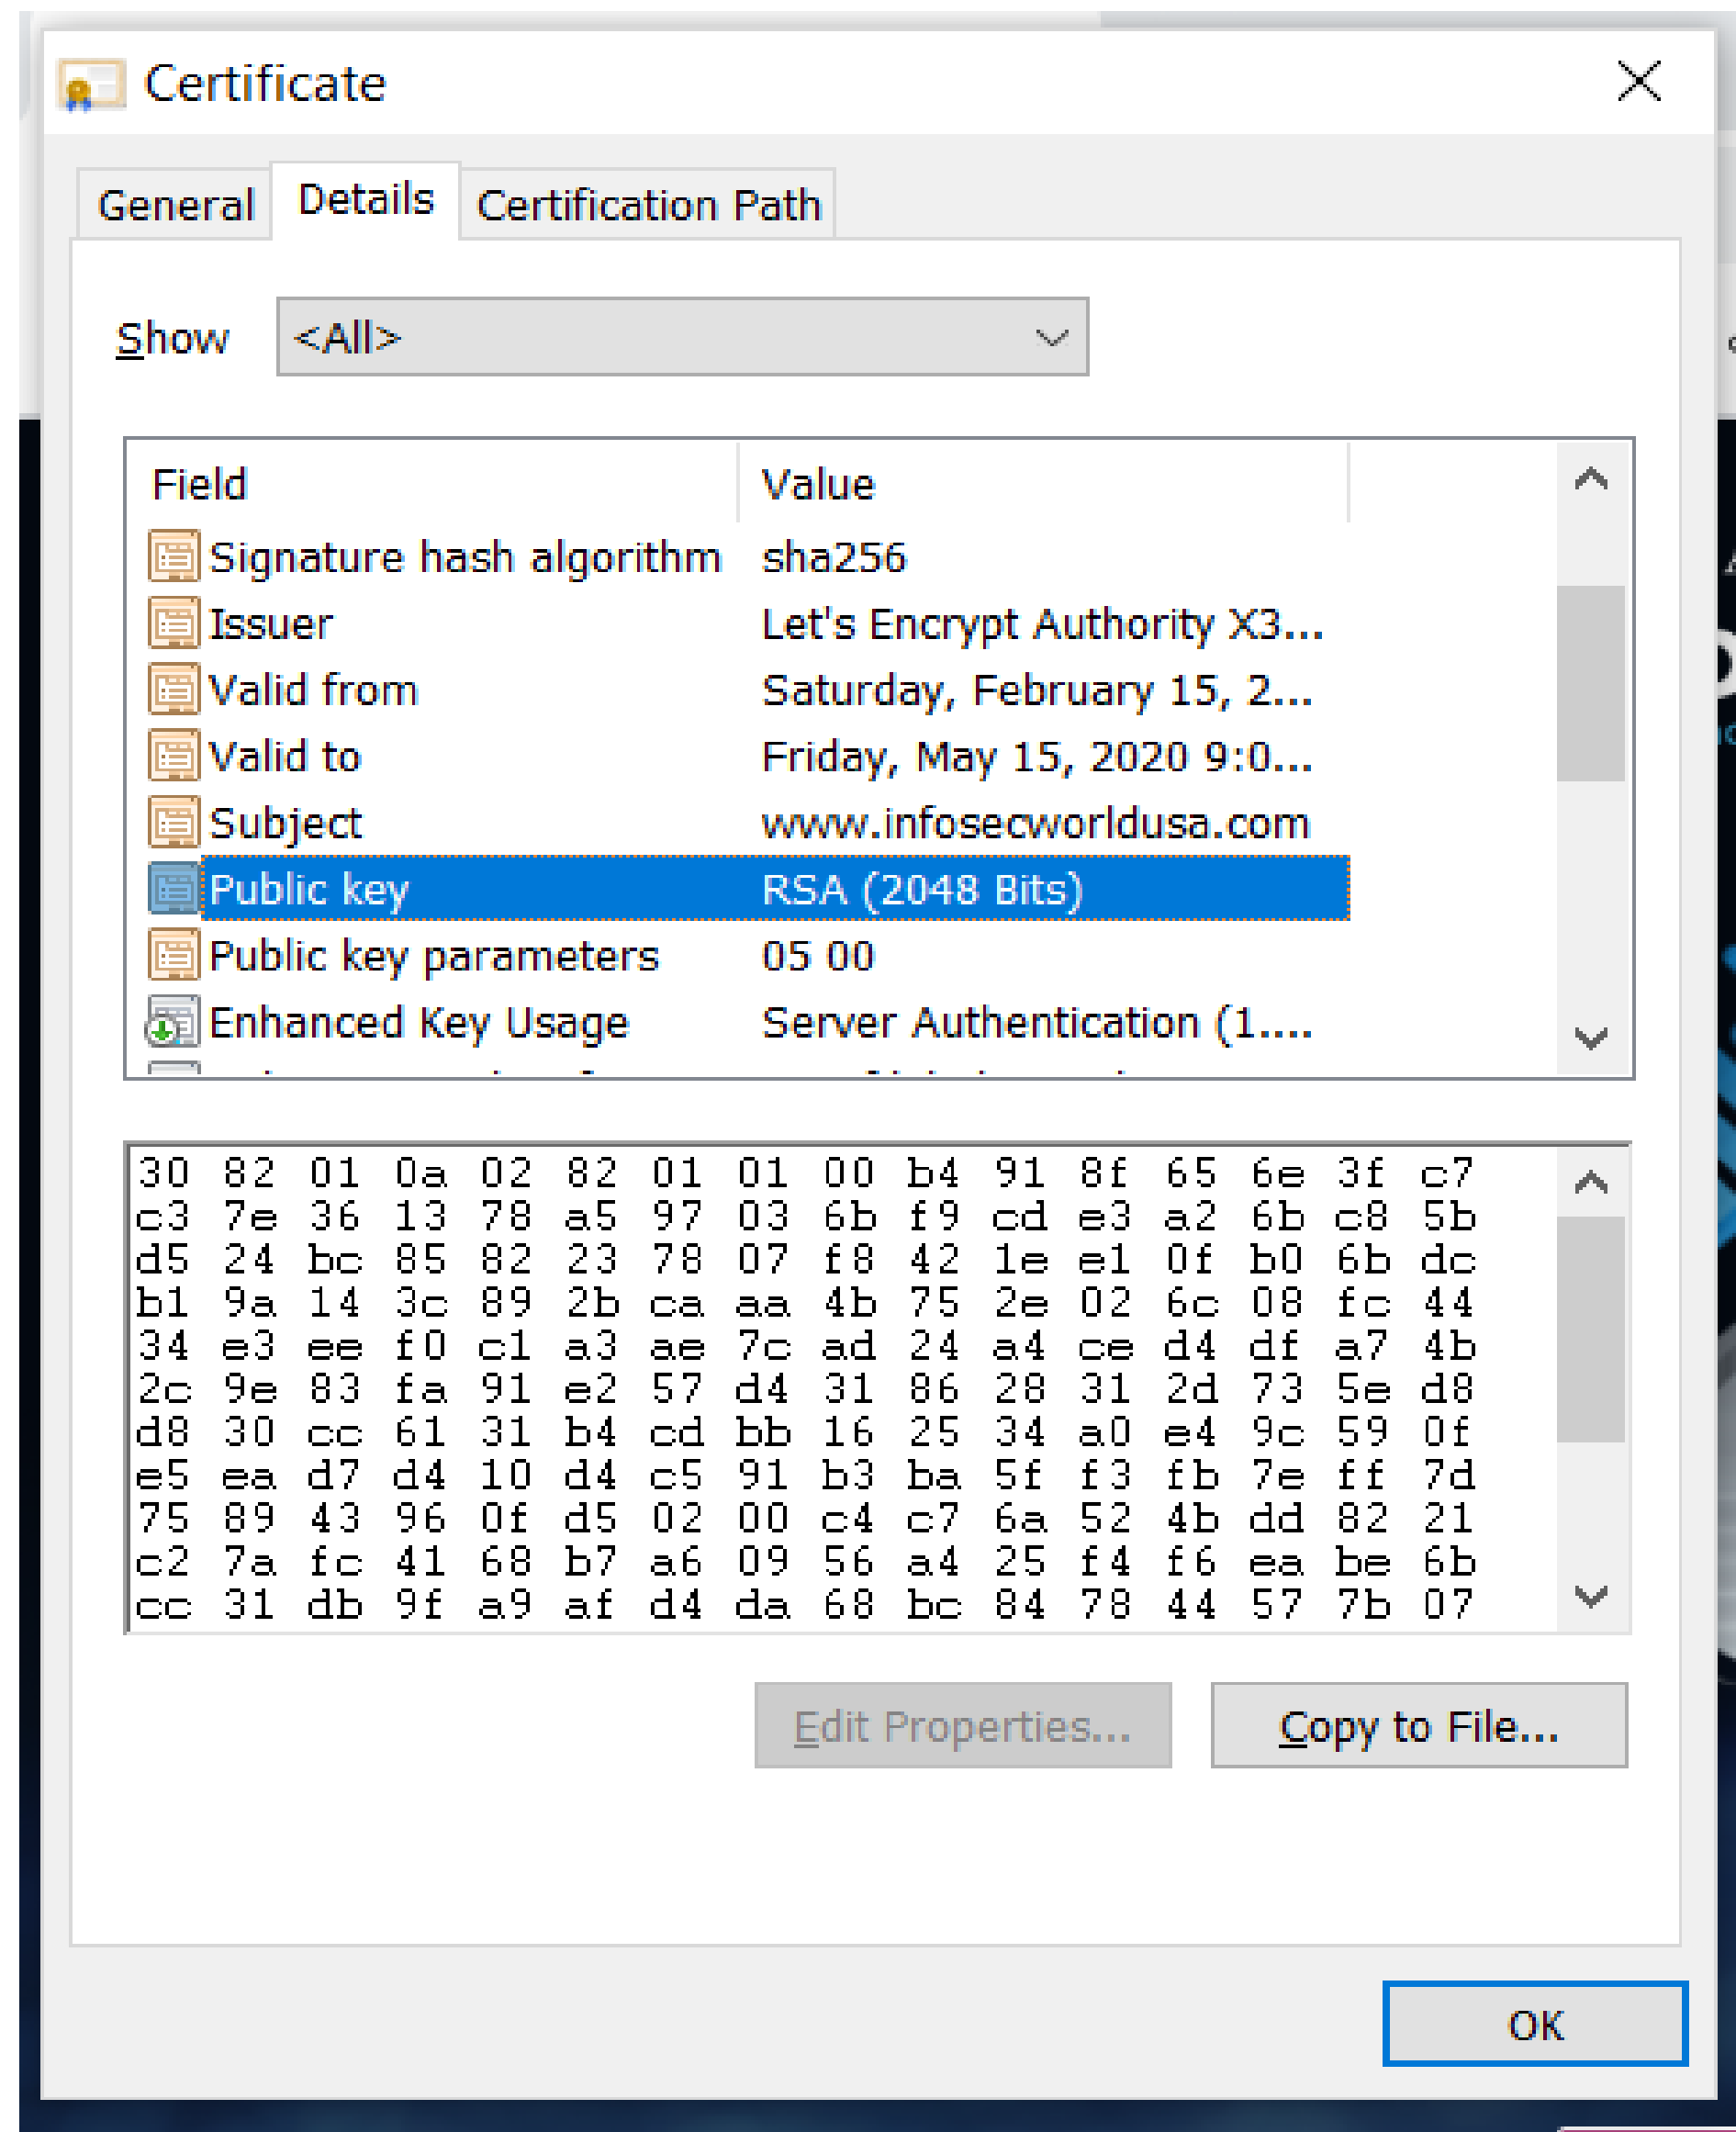 Certificate
General Details Certification Path
Show <All>
Field Value
Signature hash algorithm sha256
Issuer Let's Encrypt Authority X3...
Valid from Saturday, February 15, 2...
Valid to Friday, May 15, 2020 9:0...
Subject www.infosecworldusa.com
Public key RSA (2048 Bits)
Public key parameters 05 00
Enhanced Key Usage Server Authentication (1....
30 82 01 0a 02 82 01 01 00 b4 91 8f 65 6e 3f c7
c3 7e 36 13 78 a5 97 03 6b f9 cd e3 a2 6b c8 5b
d5 24 bc 85 82 23 78 07 f8 42 1e e1 0f b0 6b dc
b1 9a 14 3c 89 2b ca aa 4b 75 2e 02 6c 08 fc 44
34 e3 ee f0 c1 a3 ae 7c ad 24 a4 ce d4 df a7 4b
2c 9e 83 fa 91 e2 57 d4 31 86 28 31 2d 73 5e d8
d8 30 cc 61 31 b4 cd bb 16 25 34 a0 e4 9c 59 0f
e5 ea d7 d4 10 d4 c5 91 b3 ba 5f f3 fb 7e ff 7d
75 89 43 96 0f d5 02 00 c4 c7 6a 52 4b dd 82 21
c2 7a fc 41 68 b7 a6 09 56 a4 25 f4 f6 ea be 6b
cc 31 db 9f a9 af d4 da 68 bc 84 78 44 57 7b 07
Edit Properties... Copy to File...
OK